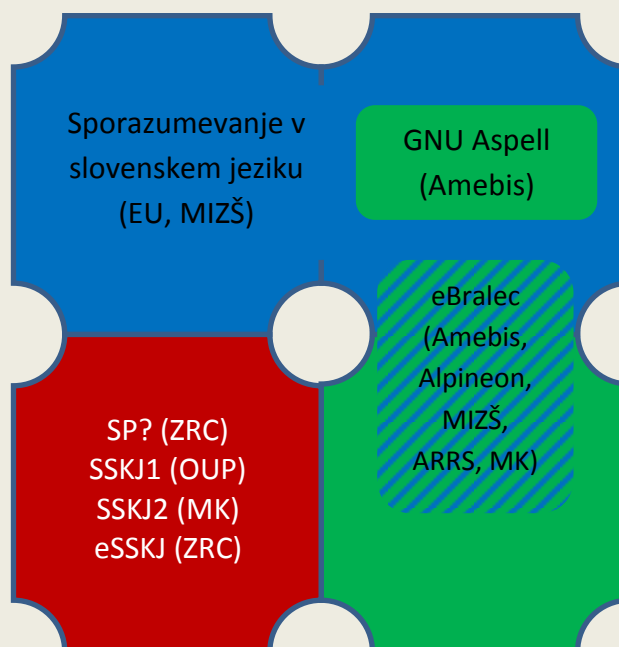 Sporazumevanje v
slovenskem jeziku
(EU, MIZŠ)
GNU Aspell
(Amebis)
eBralec
(Amebis,
Alpineon,
MIZŠ,
ARRS, MK)
SP? (ZRC)
SSKJ1 (OUP)
SSKJ2 (MK)
eSSKJ (ZRC)